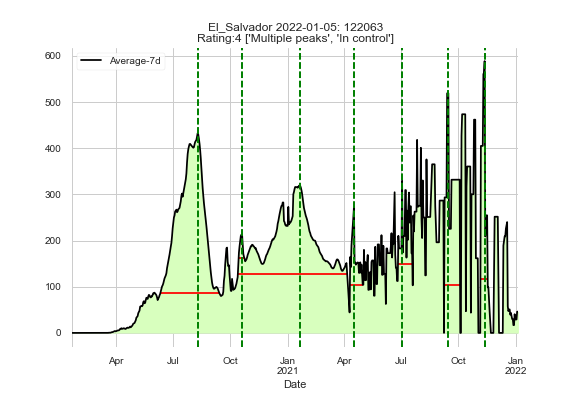 El_Salvador 2022-01-05: 122063
Rating:4 ['Multiple peaks', 'In control']
Average-7d
600
500
400
300
200
100
0
Apr Jul Oct Jan Apr Jul Oct Jan
2021 2022
Date